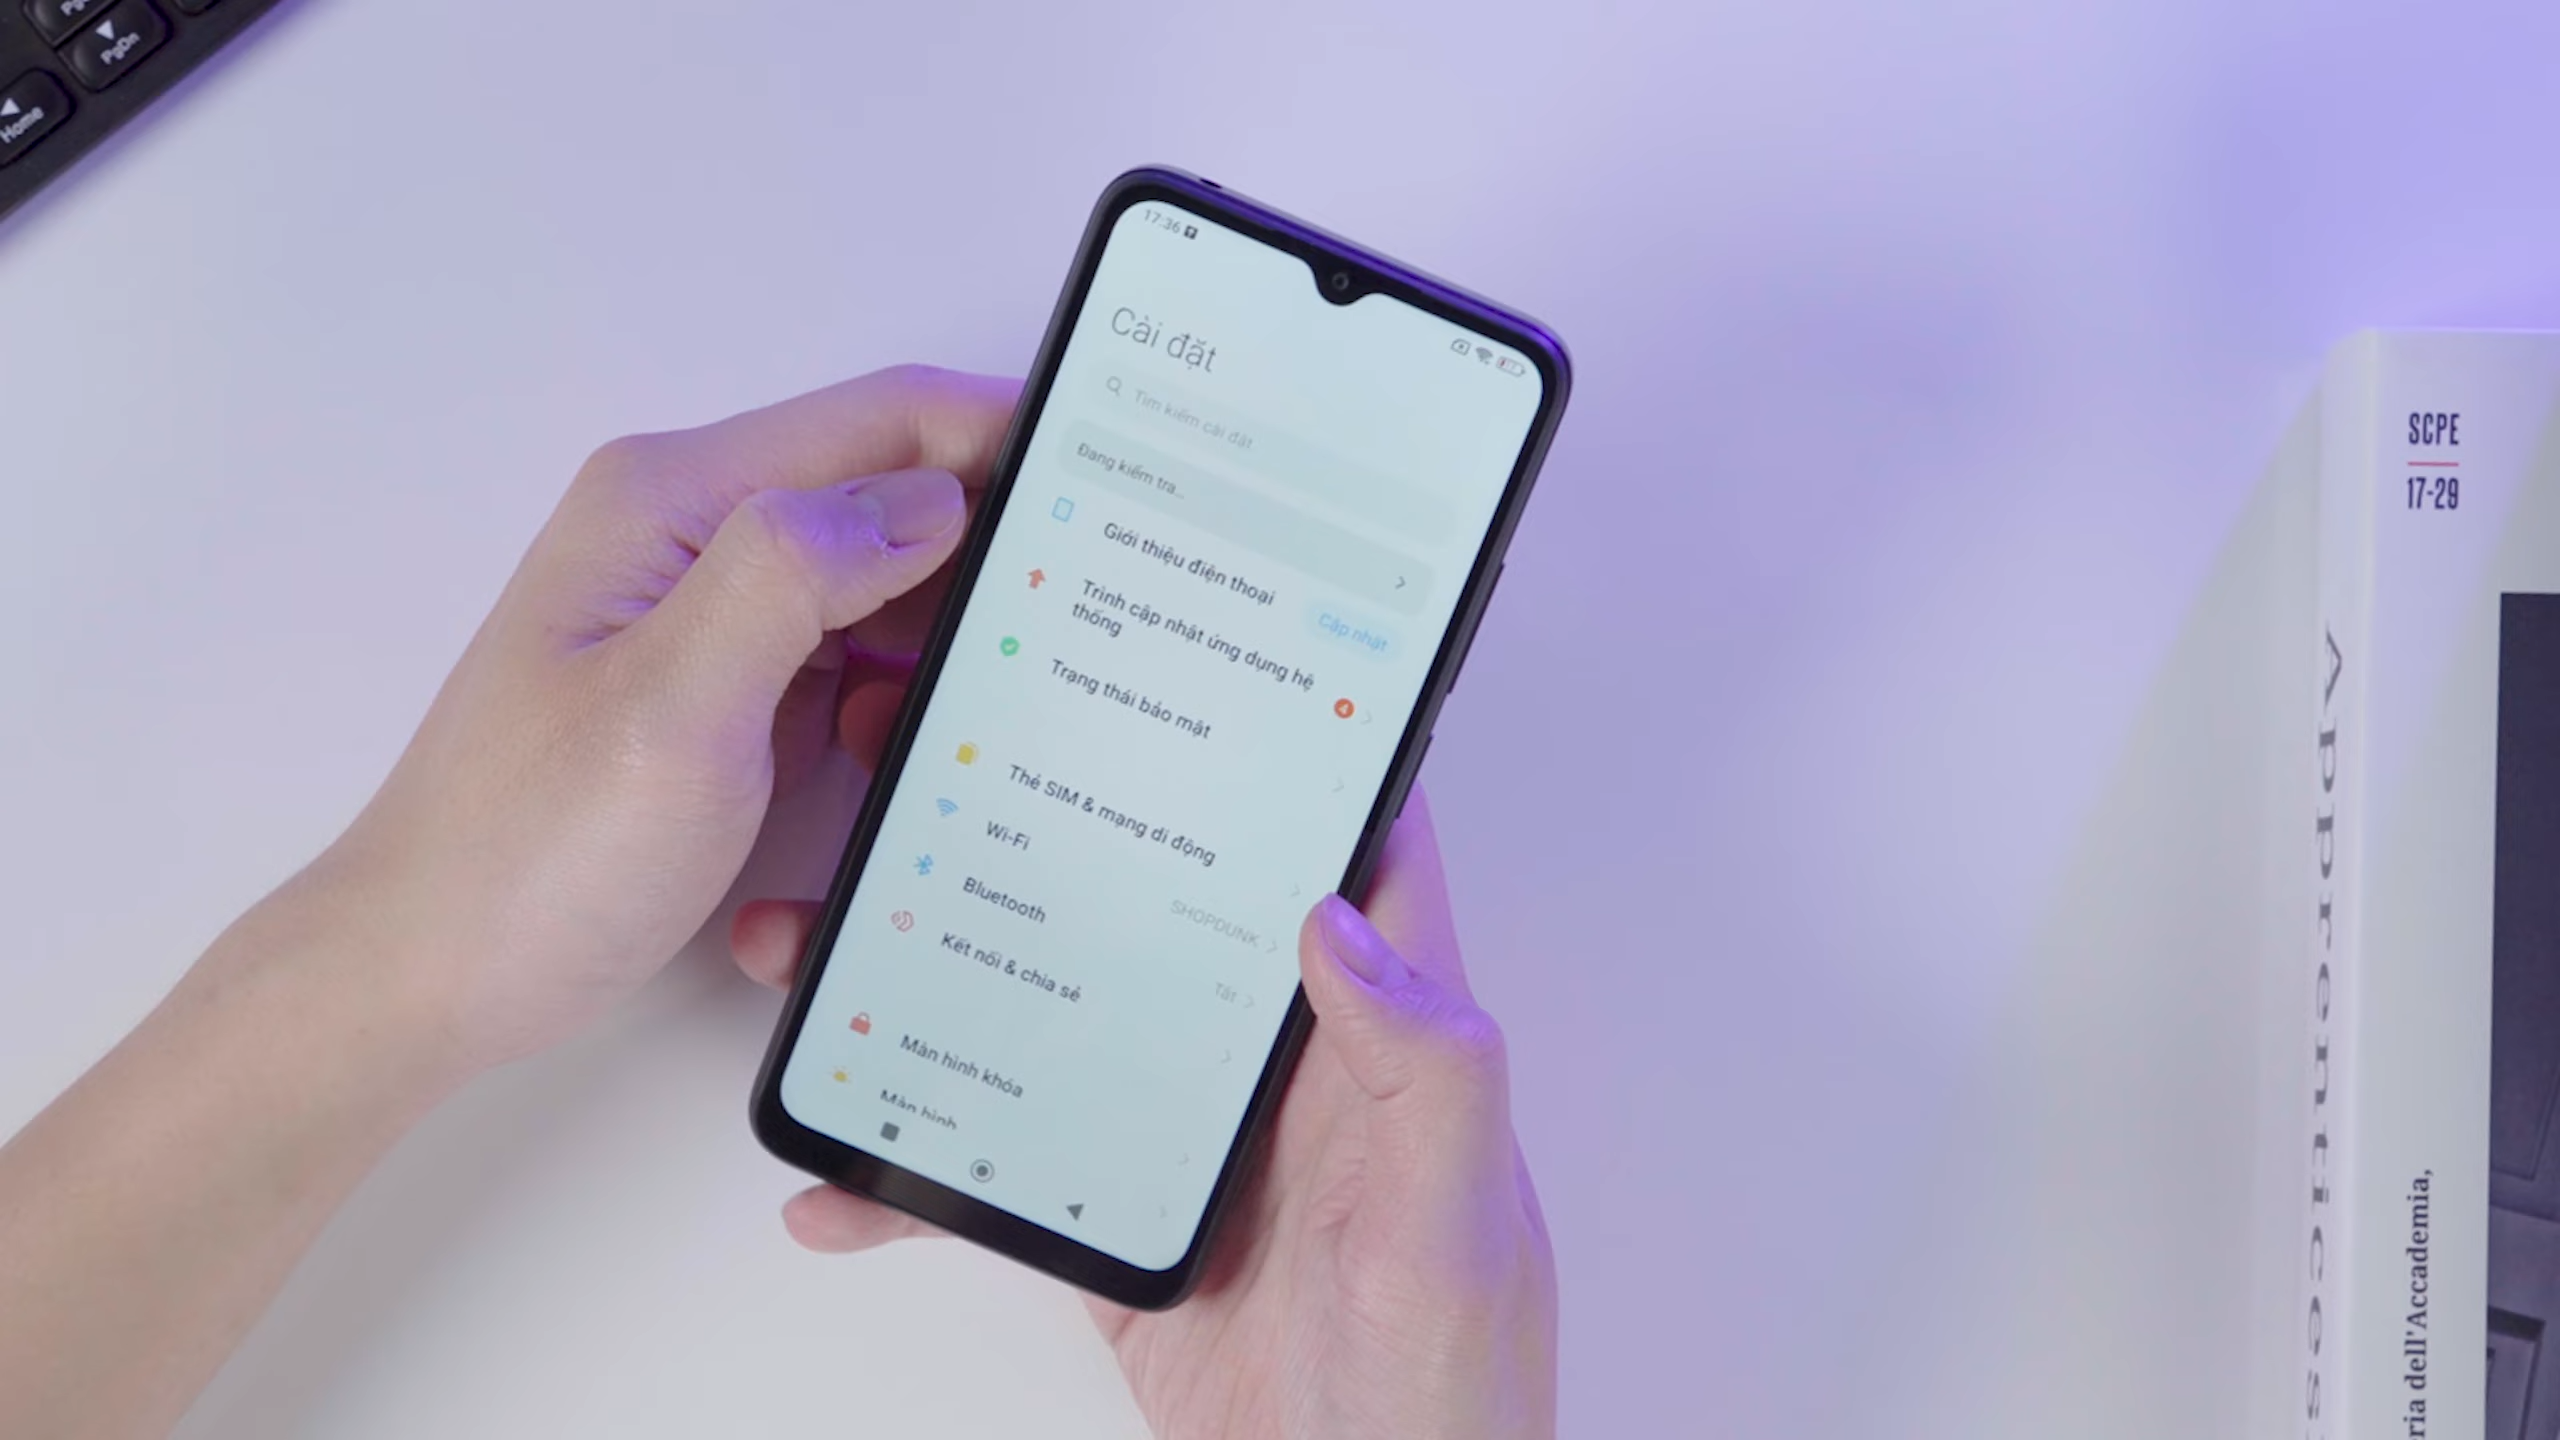 PgDn
Home
17:36
Cài đặt
Tìm kiếm cài đặt
Đang kiểm tra...
Giới thiệu điện thoại
Cập nhật
Trình cập nhật ứng dụng hệ
thống
4
Trạng thái bảo mật
Thẻ SIM & mạng di động
Wi-Fi
SHOPDUNK
Bluetooth
Tắt
Kết nối & chia sẻ
Màn hình khóa
Màn hình
SCPE
17-29
ria dell'Accademia,